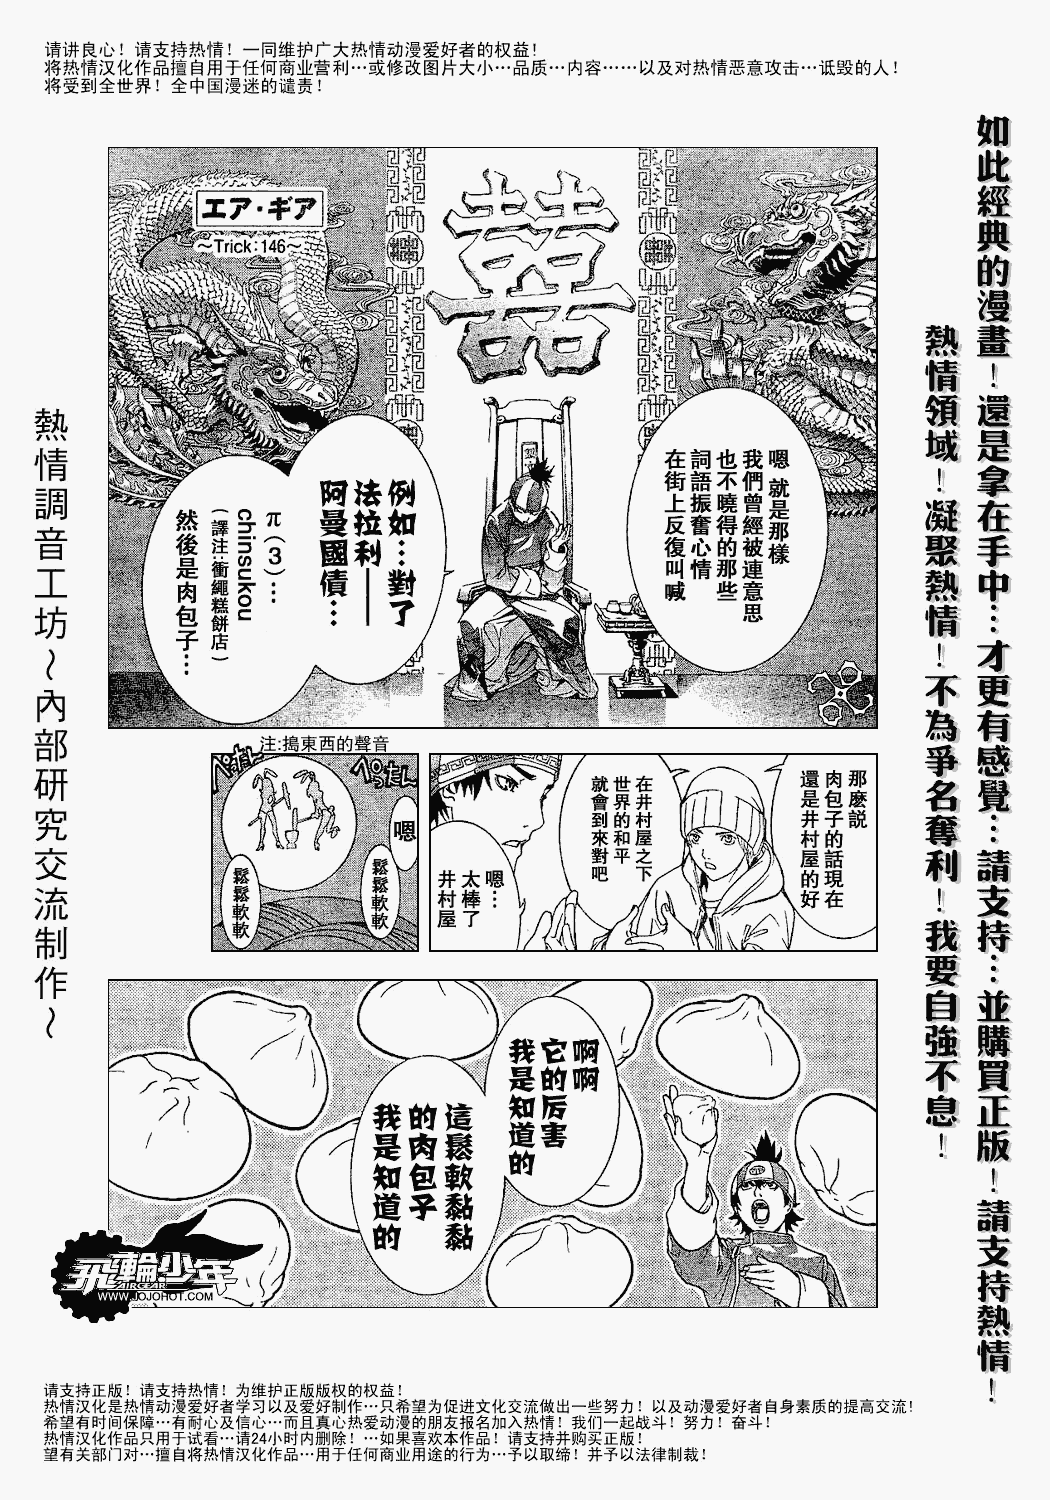 请讲良心！请支持热情！一同维护广大热情动漫爱好者的权益！
将热情汉化作品擅自用于任何商业营利…或修改图片大小…品质…内容……以及对热情恶意攻击…诋毁的人！
将受到全世界！全中国漫迷的谴责！
如此經典的漫畫！還是拿在手中…才更有感覺…請支持…並購買正版！請支持熱情！
熱情領域！凝聚熱情！不為爭名奪利！我要自強不息！
熱情調音工坊～內部研究交流制作～
エア・ギア
～Trick:146～
囍
嗯 就是那樣
我們曾經被連意思
也不曉得的那些
詞語振奮心情
在街上反復叫喊
例如…對了
法拉利——
阿曼國債…
π(3)…
chinsukou
(譯注:衝繩糕餅店)
然後是肉包子…
那麼説
肉包子的話現在
還是井村屋的好
在井村屋之下
世界的和平
就會到來對吧
嗯…
太棒了
井村屋
注:搗東西的聲音
ぺったん
ぺったん
嗯
鬆鬆軟軟
鬆鬆軟軟
啊啊
它的厉害
我是知道的
這鬆軟黏黏
的肉包子
我是知道的
飛輪少年
AIR GEAR
WWW.JOJOHOT.COM
请支持正版！请支持热情！为维护正版版权的权益！
热情汉化是热情动漫爱好者学习以及爱好制作…只希望为促进文化交流做出一些努力！以及动漫爱好者自身素质的提高交流！
希望有时间保障…有耐心及信心…而且真心热爱动漫的朋友报名加入热情！我们一起战斗！努力！奋斗！
热情汉化作品只用于试看…请24小时内删除！…如果喜欢本作品！请支持并购买正版！
望有关部门对…擅自将热情汉化作品…用于任何商业用途的行为…予以取缔！并予以法律制裁！